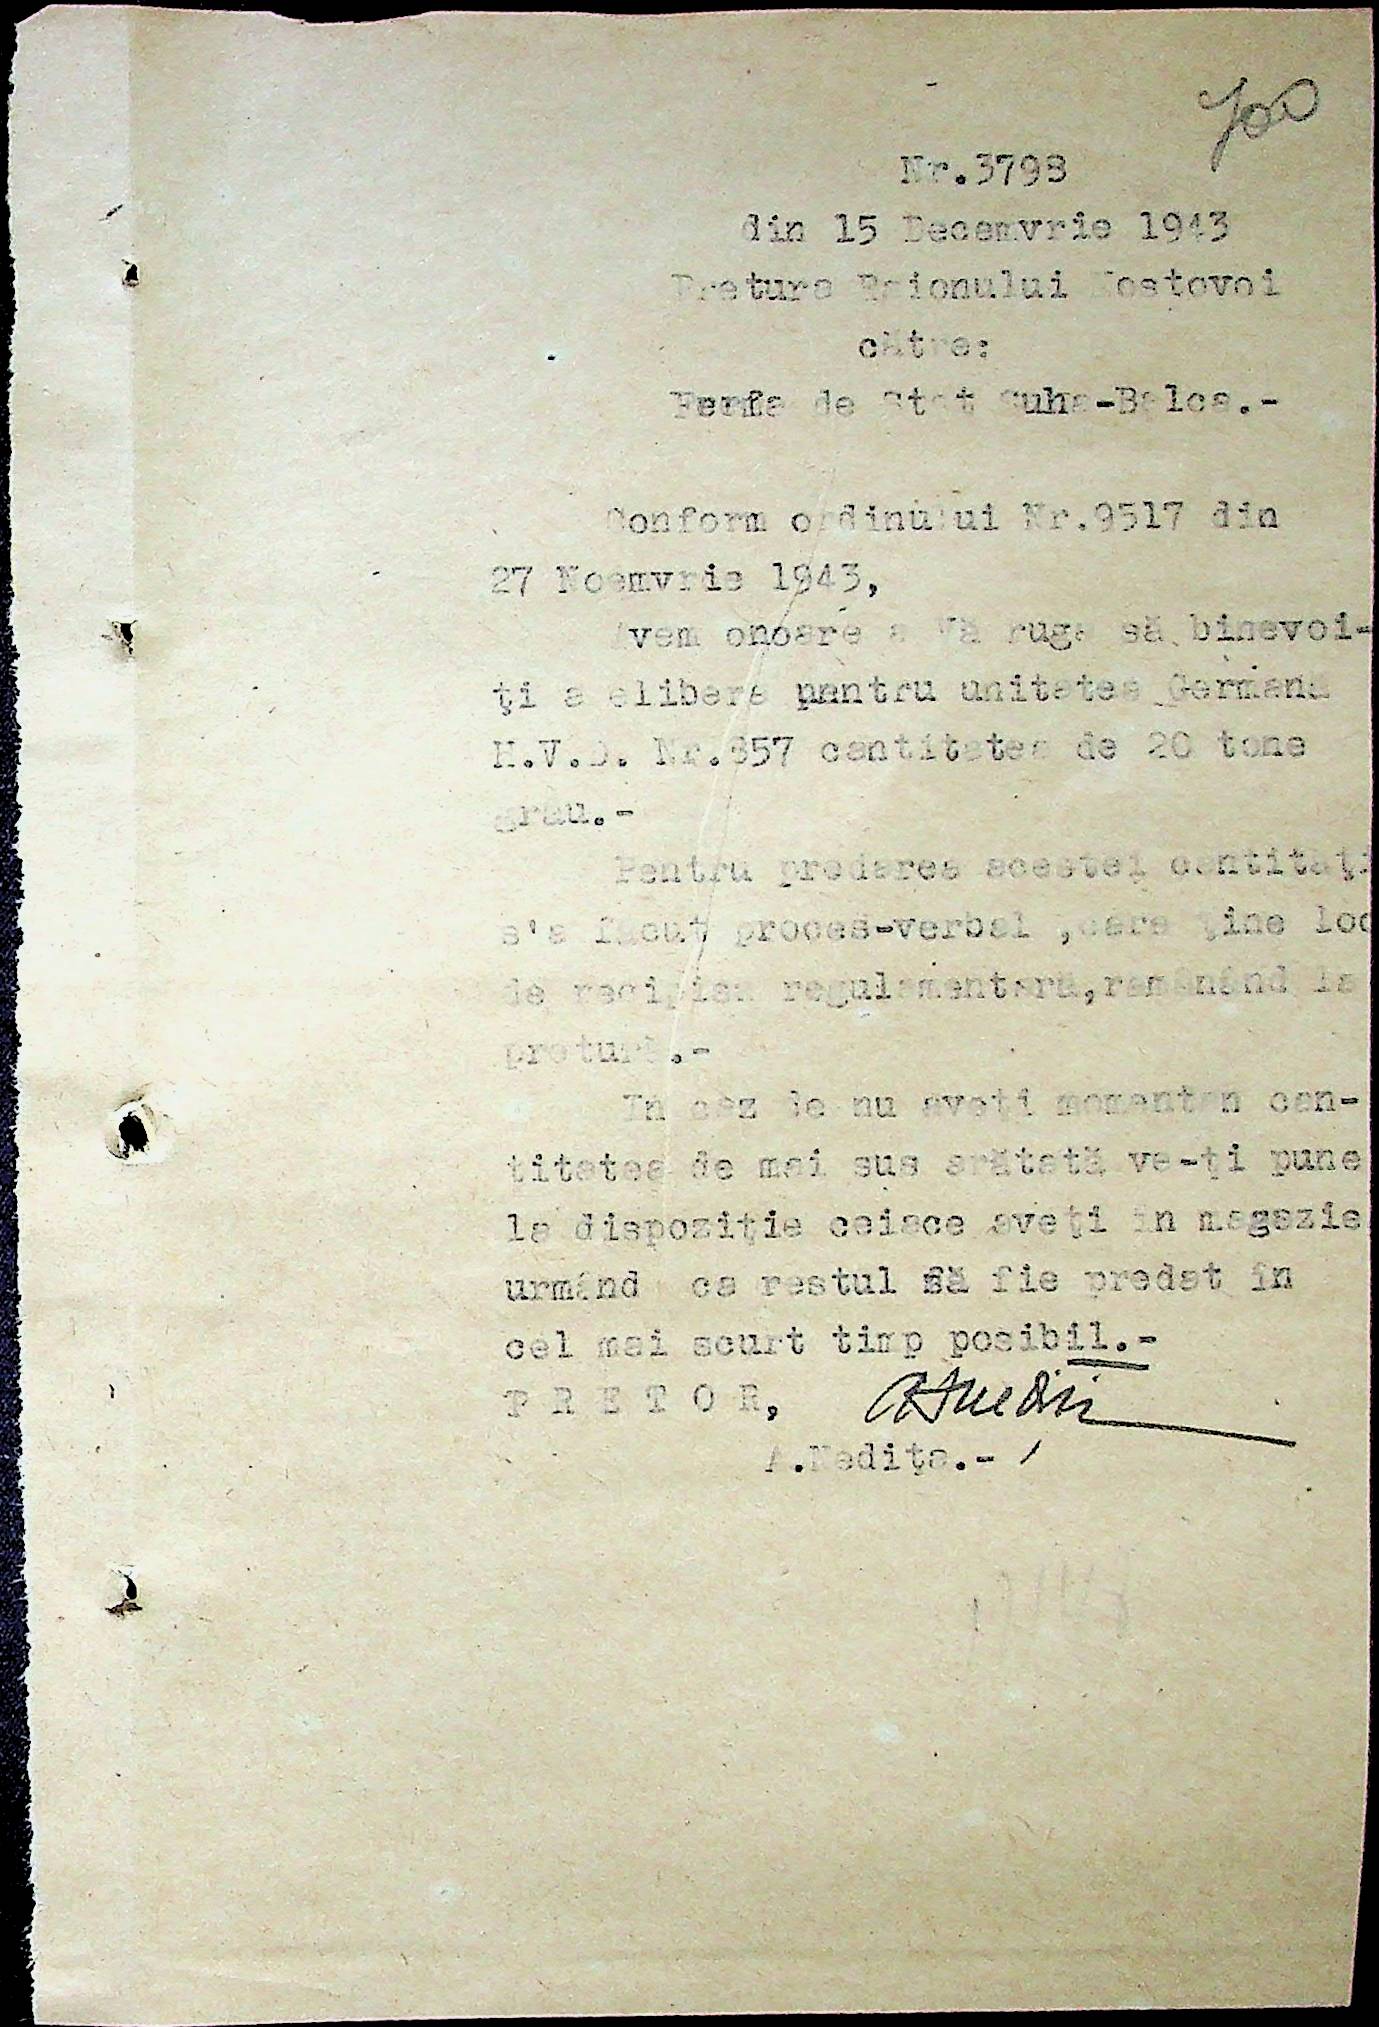 Nr.3798
din 15 Decemvrie 1943
Pretura Raionului Mostovoi
către:
Ferma de Stat Suha-Balca.-
Conform ordinului Nr.9517 din
27 Noemvrie 1943,
Avem onoare a Vă ruga să binevoi-
ţi a elibera pentru unitatea Germană
H.V.D. Nr.657 cantitatea de 20 tone
grâu.-
Pentru predarea acestei cantităţi
s'a făcut proces-verbal ,care ţine loc
de recipisa regulamentară,rămânând la
pretură.-
In caz de nu aveţi momentan can-
titatea de mai sus arătată ve-ţi pune
la dispoziţie ceiace aveţi în magazie
urmând ca restul să fie predat în
cel mai scurt timp posibil.-
P R E T O R,
A.Nediţa.-